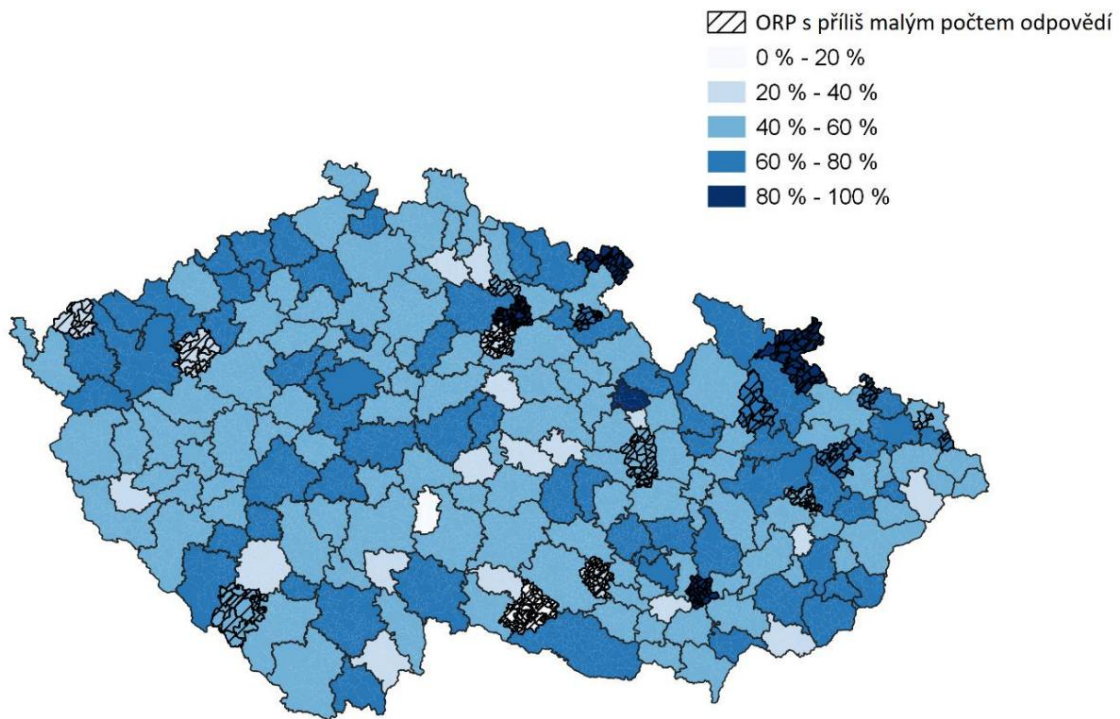 ORP s příliš malým počtem odpovědí
0 % - 20 %
20 % - 40 %
40 % - 60 %
60 % - 80 %
80 % - 100 %